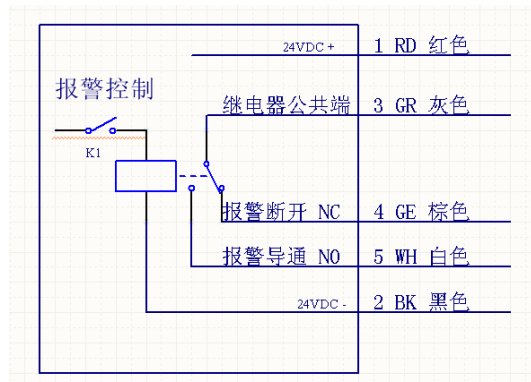 24VDC + 1 RD 红色
报警控制
继电器公共端 3 GR 灰色
K1
报警断开 NC 4 GE 棕色
报警导通 NO 5 WH 白色
24VDC - 2 BK 黑色